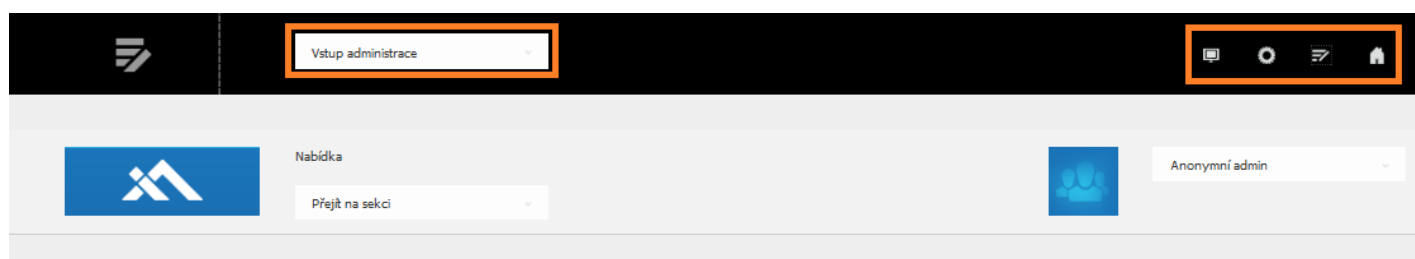 Vstup administrace
Nabídka
Anonymní admin
Přejít na sekci